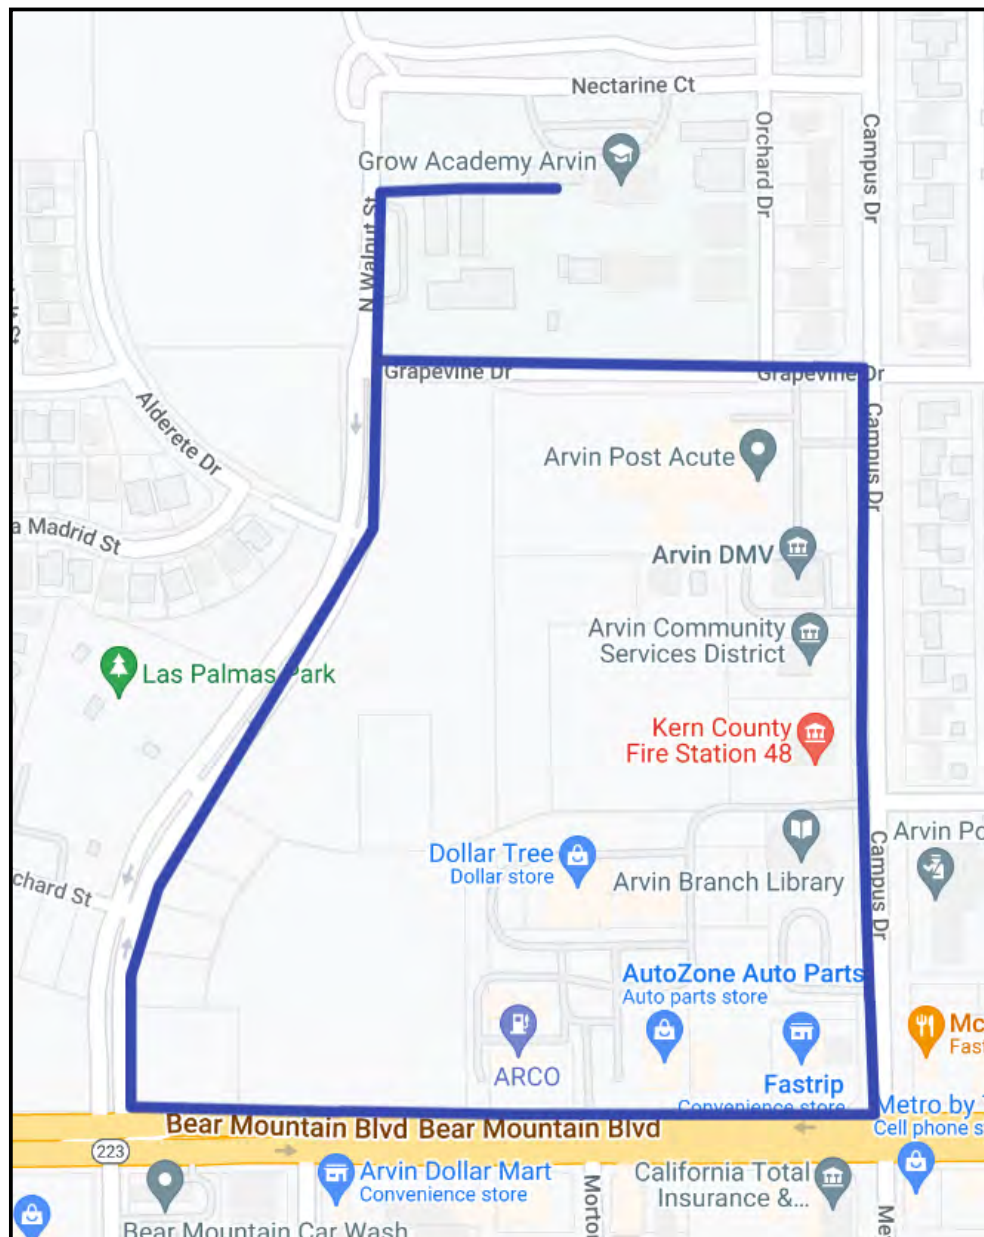 Nectarine Ct
Orchard Dr
Campus Dr
Grow Academy Arvin
N Walnut St
Grapevine Dr
Grapevine Dr
Alderete Dr
Campus Dr
Arvin Post Acute
a Madrid St
Arvin DMV
Arvin Community
Services District
Las Palmas Park
Kern County
Fire Station 48
Dollar Tree
Dollar store
Arvin Branch Library
Campus Dr
Arvin Po
chard St
AutoZone Auto Parts
Auto parts store
ARCO
Fastrip
Convenience store
Mc
Fast
Metro by T
Cell phone s
Bear Mountain Blvd Bear Mountain Blvd
223
Arvin Dollar Mart
Convenience store
California Total
Insurance &...
Morto
Me
Bear Mountain Car Wash